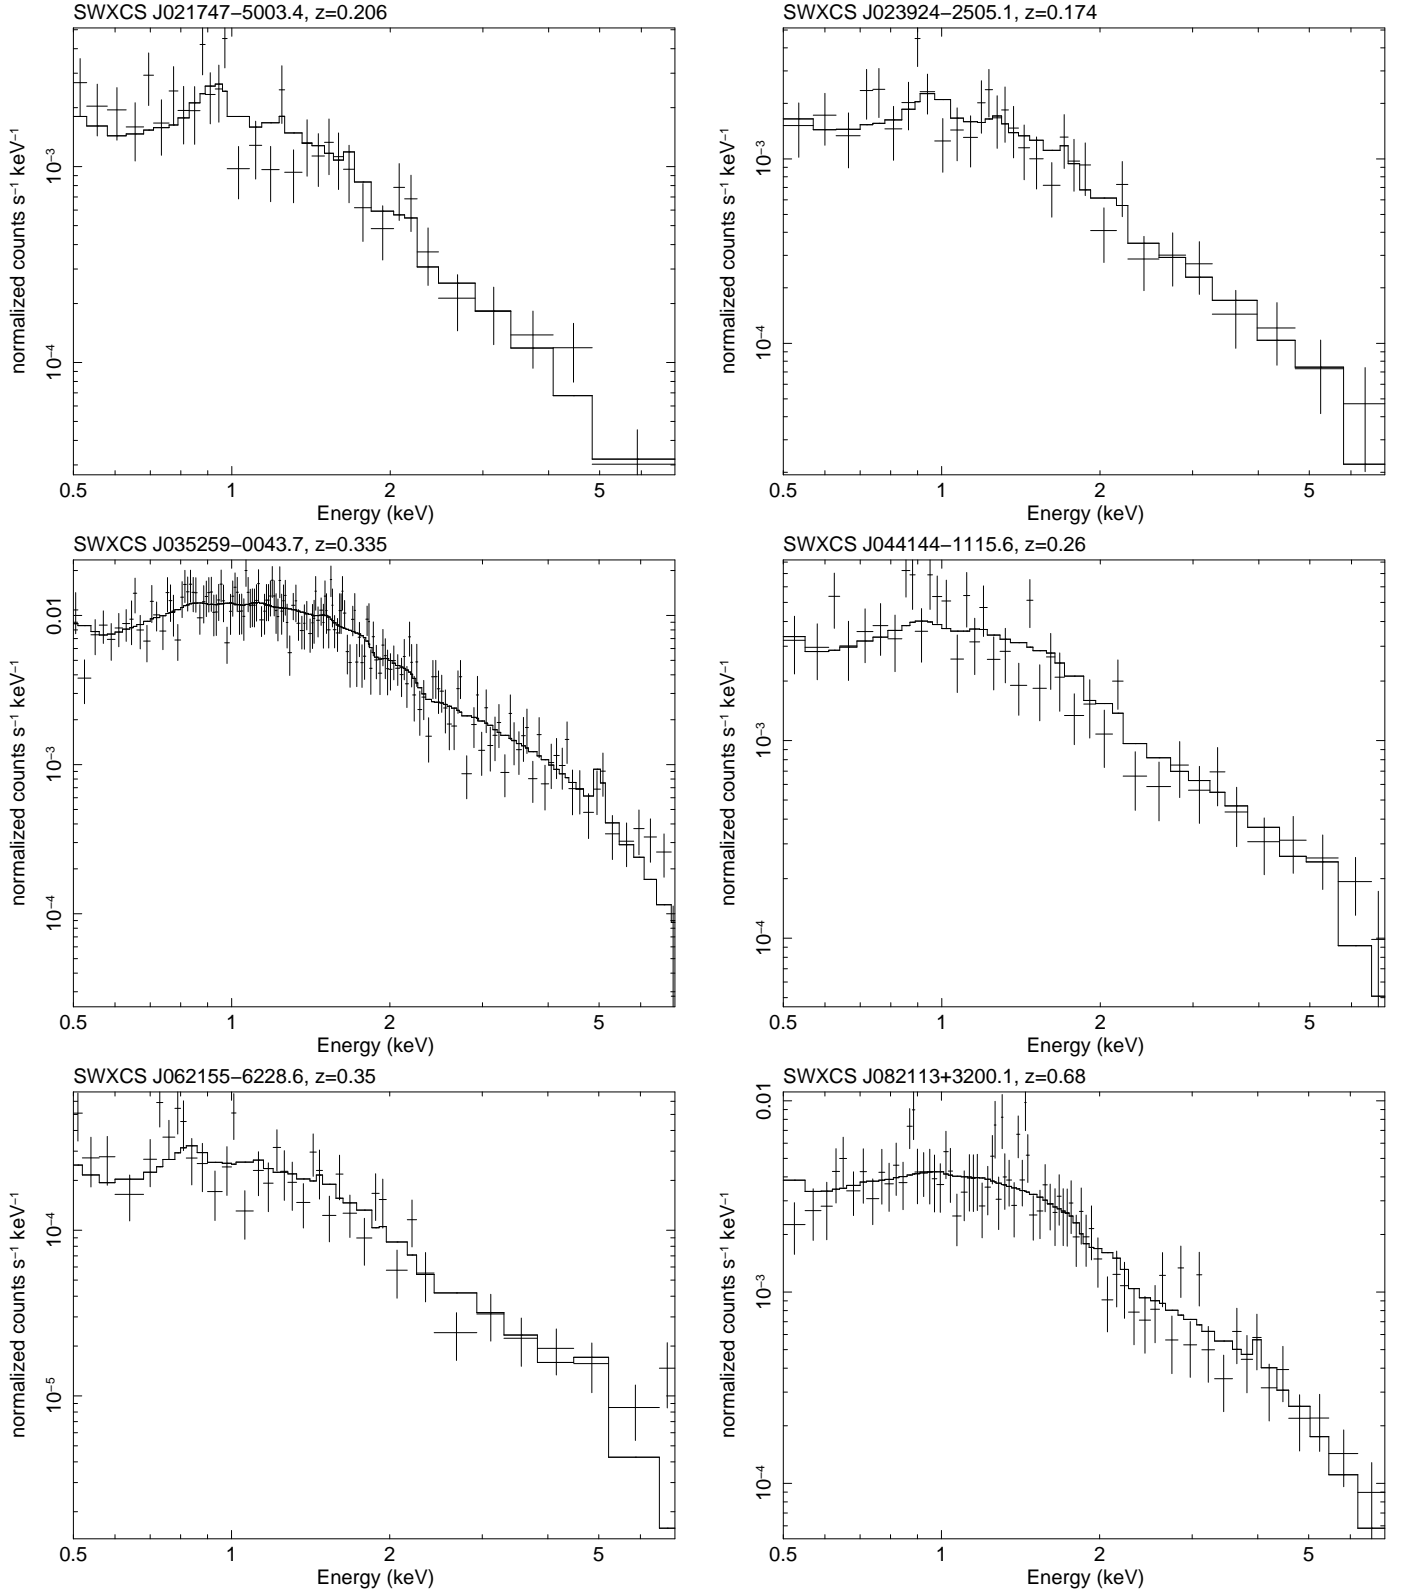 SWXCS J021747−5003.4, z=0.206
normalized counts s⁻¹ keV⁻¹
10⁻³
10⁻⁴
0.5 1 2 5
Energy (keV)
SWXCS J023924−2505.1, z=0.174
normalized counts s⁻¹ keV⁻¹
10⁻³
10⁻⁴
0.5 1 2 5
Energy (keV)
SWXCS J035259−0043.7, z=0.335
normalized counts s⁻¹ keV⁻¹
0.01
10⁻³
10⁻⁴
0.5 1 2 5
Energy (keV)
SWXCS J044144−1115.6, z=0.26
normalized counts s⁻¹ keV⁻¹
10⁻³
10⁻⁴
0.5 1 2 5
Energy (keV)
SWXCS J062155−6228.6, z=0.35
normalized counts s⁻¹ keV⁻¹
10⁻⁴
10⁻⁵
0.5 1 2 5
Energy (keV)
SWXCS J082113+3200.1, z=0.68
normalized counts s⁻¹ keV⁻¹
0.01
10⁻³
10⁻⁴
0.5 1 2 5
Energy (keV)